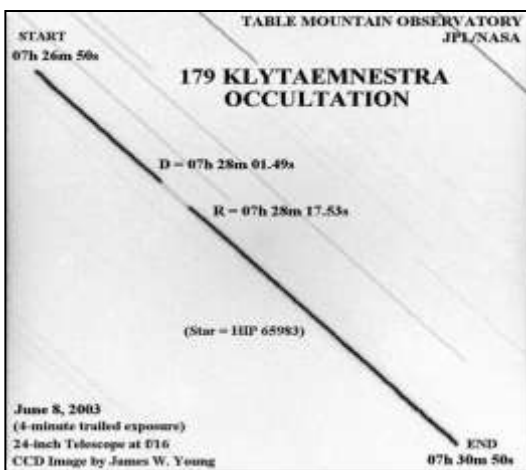 TABLE MOUNTAIN OBSERVATORY
JPL/NASA
START
07h 26m 50s
179 KLYTAEMNESTRA
OCCULTATION
D = 07h 28m 01.49s
R = 07h 28m 17.53s
(Star = HIP 65983)
June 8, 2003
(4-minute trailed exposure)
24-inch Telescope at f/16
CCD Image by James W. Young
END
07h 30m 50s